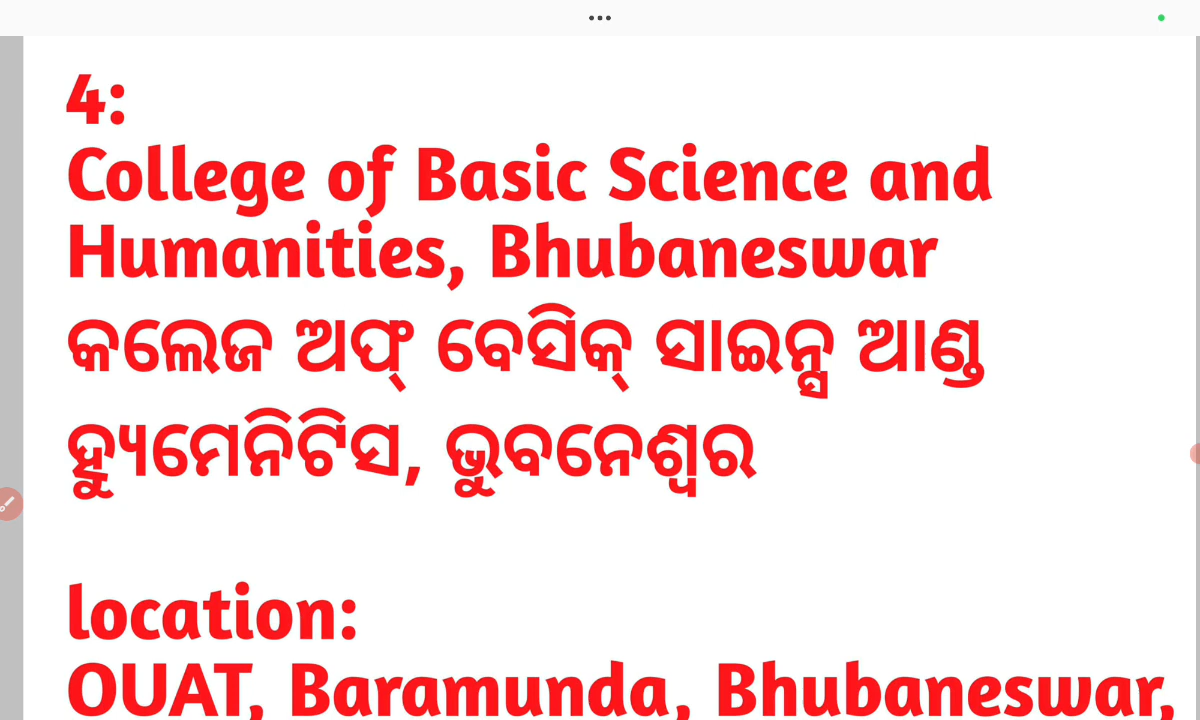 4:
College of Basic Science and
Humanities, Bhubaneswar
କଲେଜ ଅଫ୍ ବେସିକ୍ ସାଇନ୍ସ ଆଣ୍ଡ
ହ୍ୟୁମେନିଟିସ, ଭୁବନେଶ୍ୱର
location:
OUAT, Baramunda, Bhubaneswar,